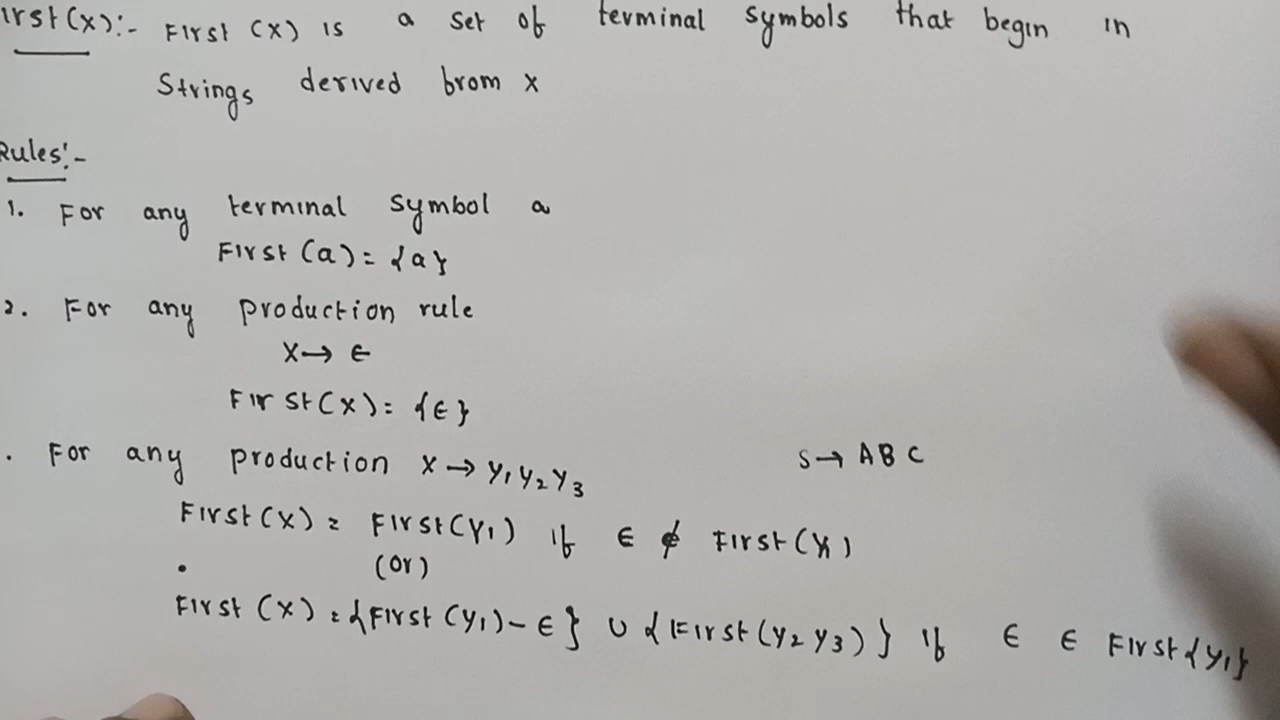 irst(x):- First (x) is a set of terminal symbols that begin in
Strings derived from x
Rules:-
1. For any terminal symbol a
First(a)= {a}
2. For any production rule
X→ ε
First(x)= {ε}
. For any production X→ Y1Y2Y3
S→ ABC
First(x)= First(Y1) if ε ∉ First(Y1)
(or)
First (x)={First(Y1)-ε} ∪ {First(Y2Y3)} if ε ∈ First{Y1}